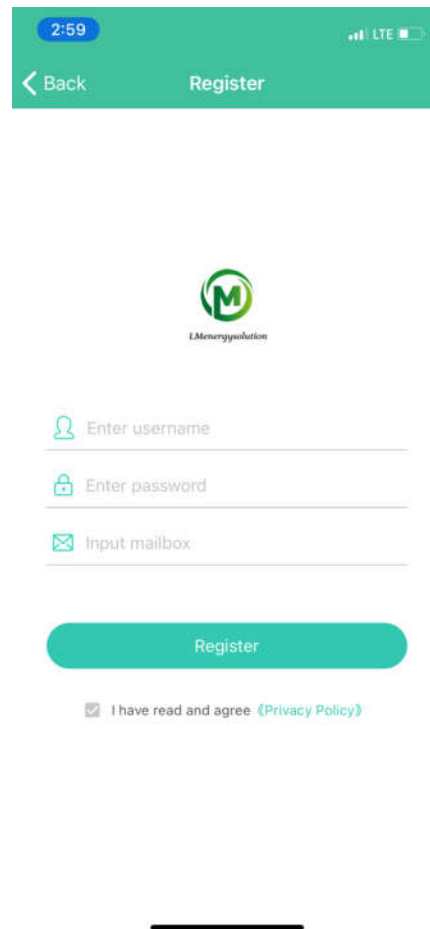 2:59
LTE
Back
Register
LMenergysolution
Enter username
Enter password
Input mailbox
Register
I have read and agree 《Privacy Policy》